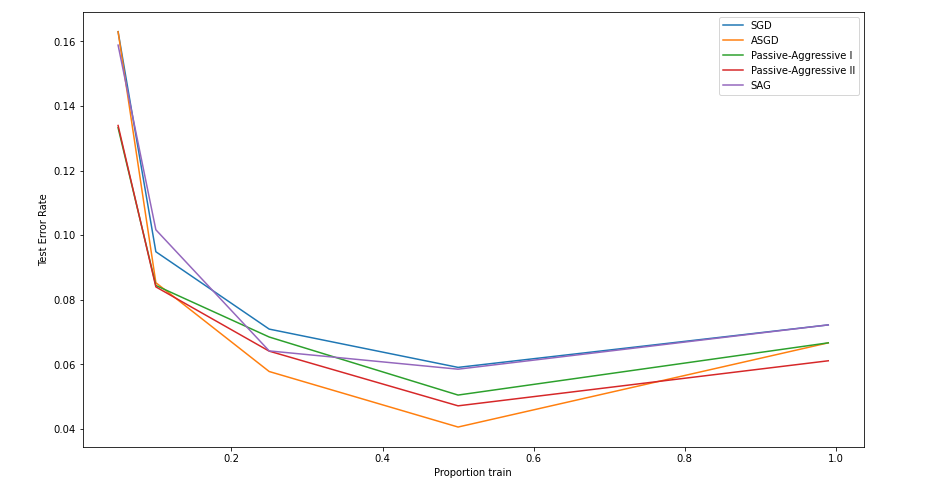 SGD
ASGD
Passive-Aggressive I
Passive-Aggressive II
SAG
0.16
0.14
0.12
0.10
0.08
0.06
0.04
Test Error Rate
0.2 0.4 0.6 0.8 1.0
Proportion train